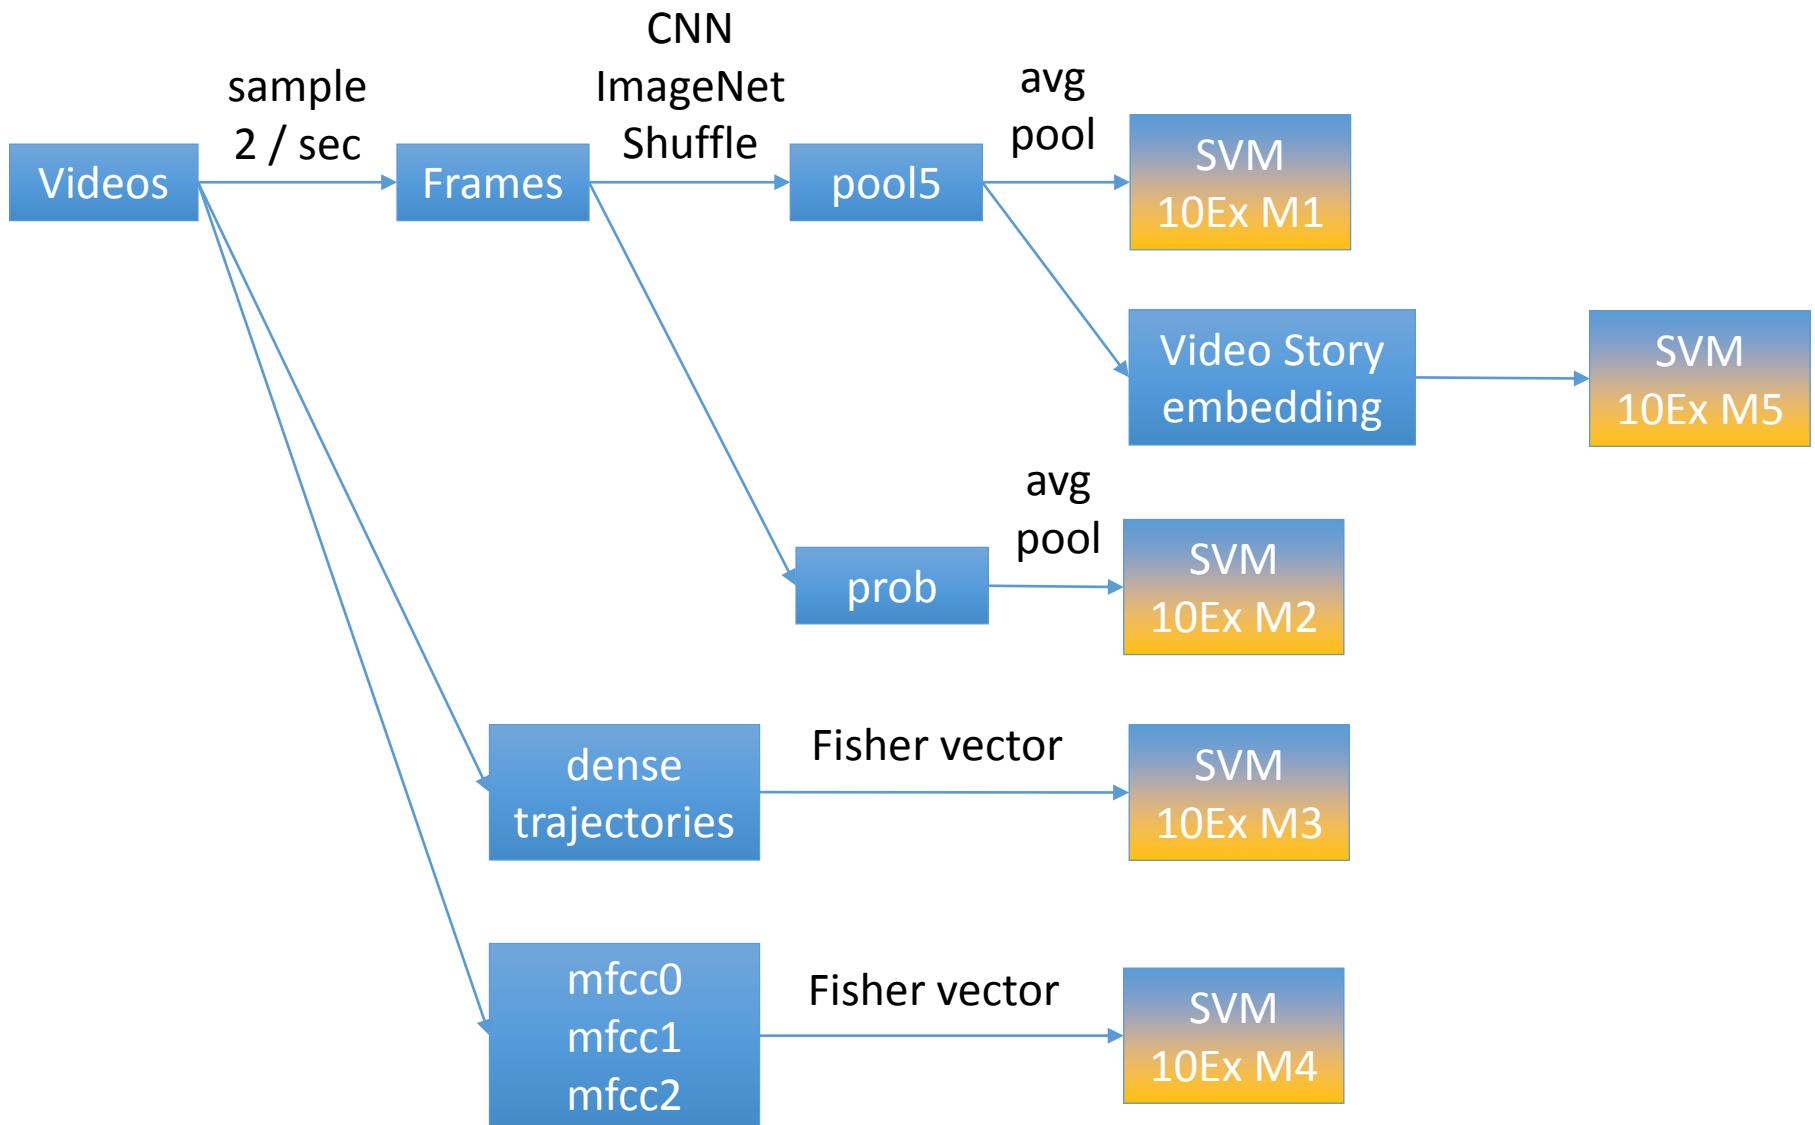 CNN
ImageNet
Shuffle
sample
2 / sec
avg
pool
Videos
Frames
pool5
SVM
10Ex M1
Video Story
embedding
SVM
10Ex M5
avg
pool
prob
SVM
10Ex M2
dense
trajectories
Fisher vector
SVM
10Ex M3
mfcc0
mfcc1
mfcc2
Fisher vector
SVM
10Ex M4